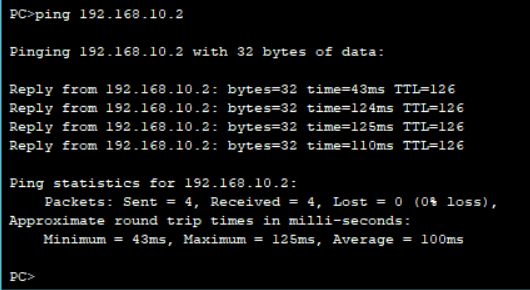 PC>ping 192.168.10.2
Pinging 192.168.10.2 with 32 bytes of data:
Reply from 192.168.10.2: bytes=32 time=43ms TTL=126
Reply from 192.168.10.2: bytes=32 time=124ms TTL=126
Reply from 192.168.10.2: bytes=32 time=125ms TTL=126
Reply from 192.168.10.2: bytes=32 time=110ms TTL=126
Ping statistics for 192.168.10.2:
Packets: Sent = 4, Received = 4, Lost = 0 (0% loss),
Approximate round trip times in milli-seconds:
Minimum = 43ms, Maximum = 125ms, Average = 100ms
PC>